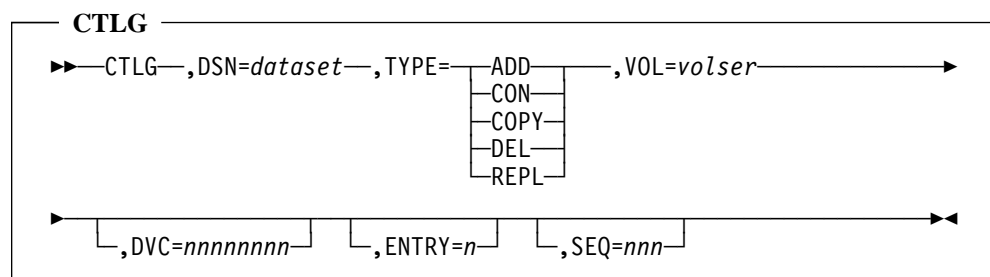 CTLG
CTLG ,DSN=dataset ,TYPE= ADD ,VOL=volser
CON
COPY
DEL
REPL
,DVC=nnnnnnnn ,ENTRY=n ,SEQ=nnn